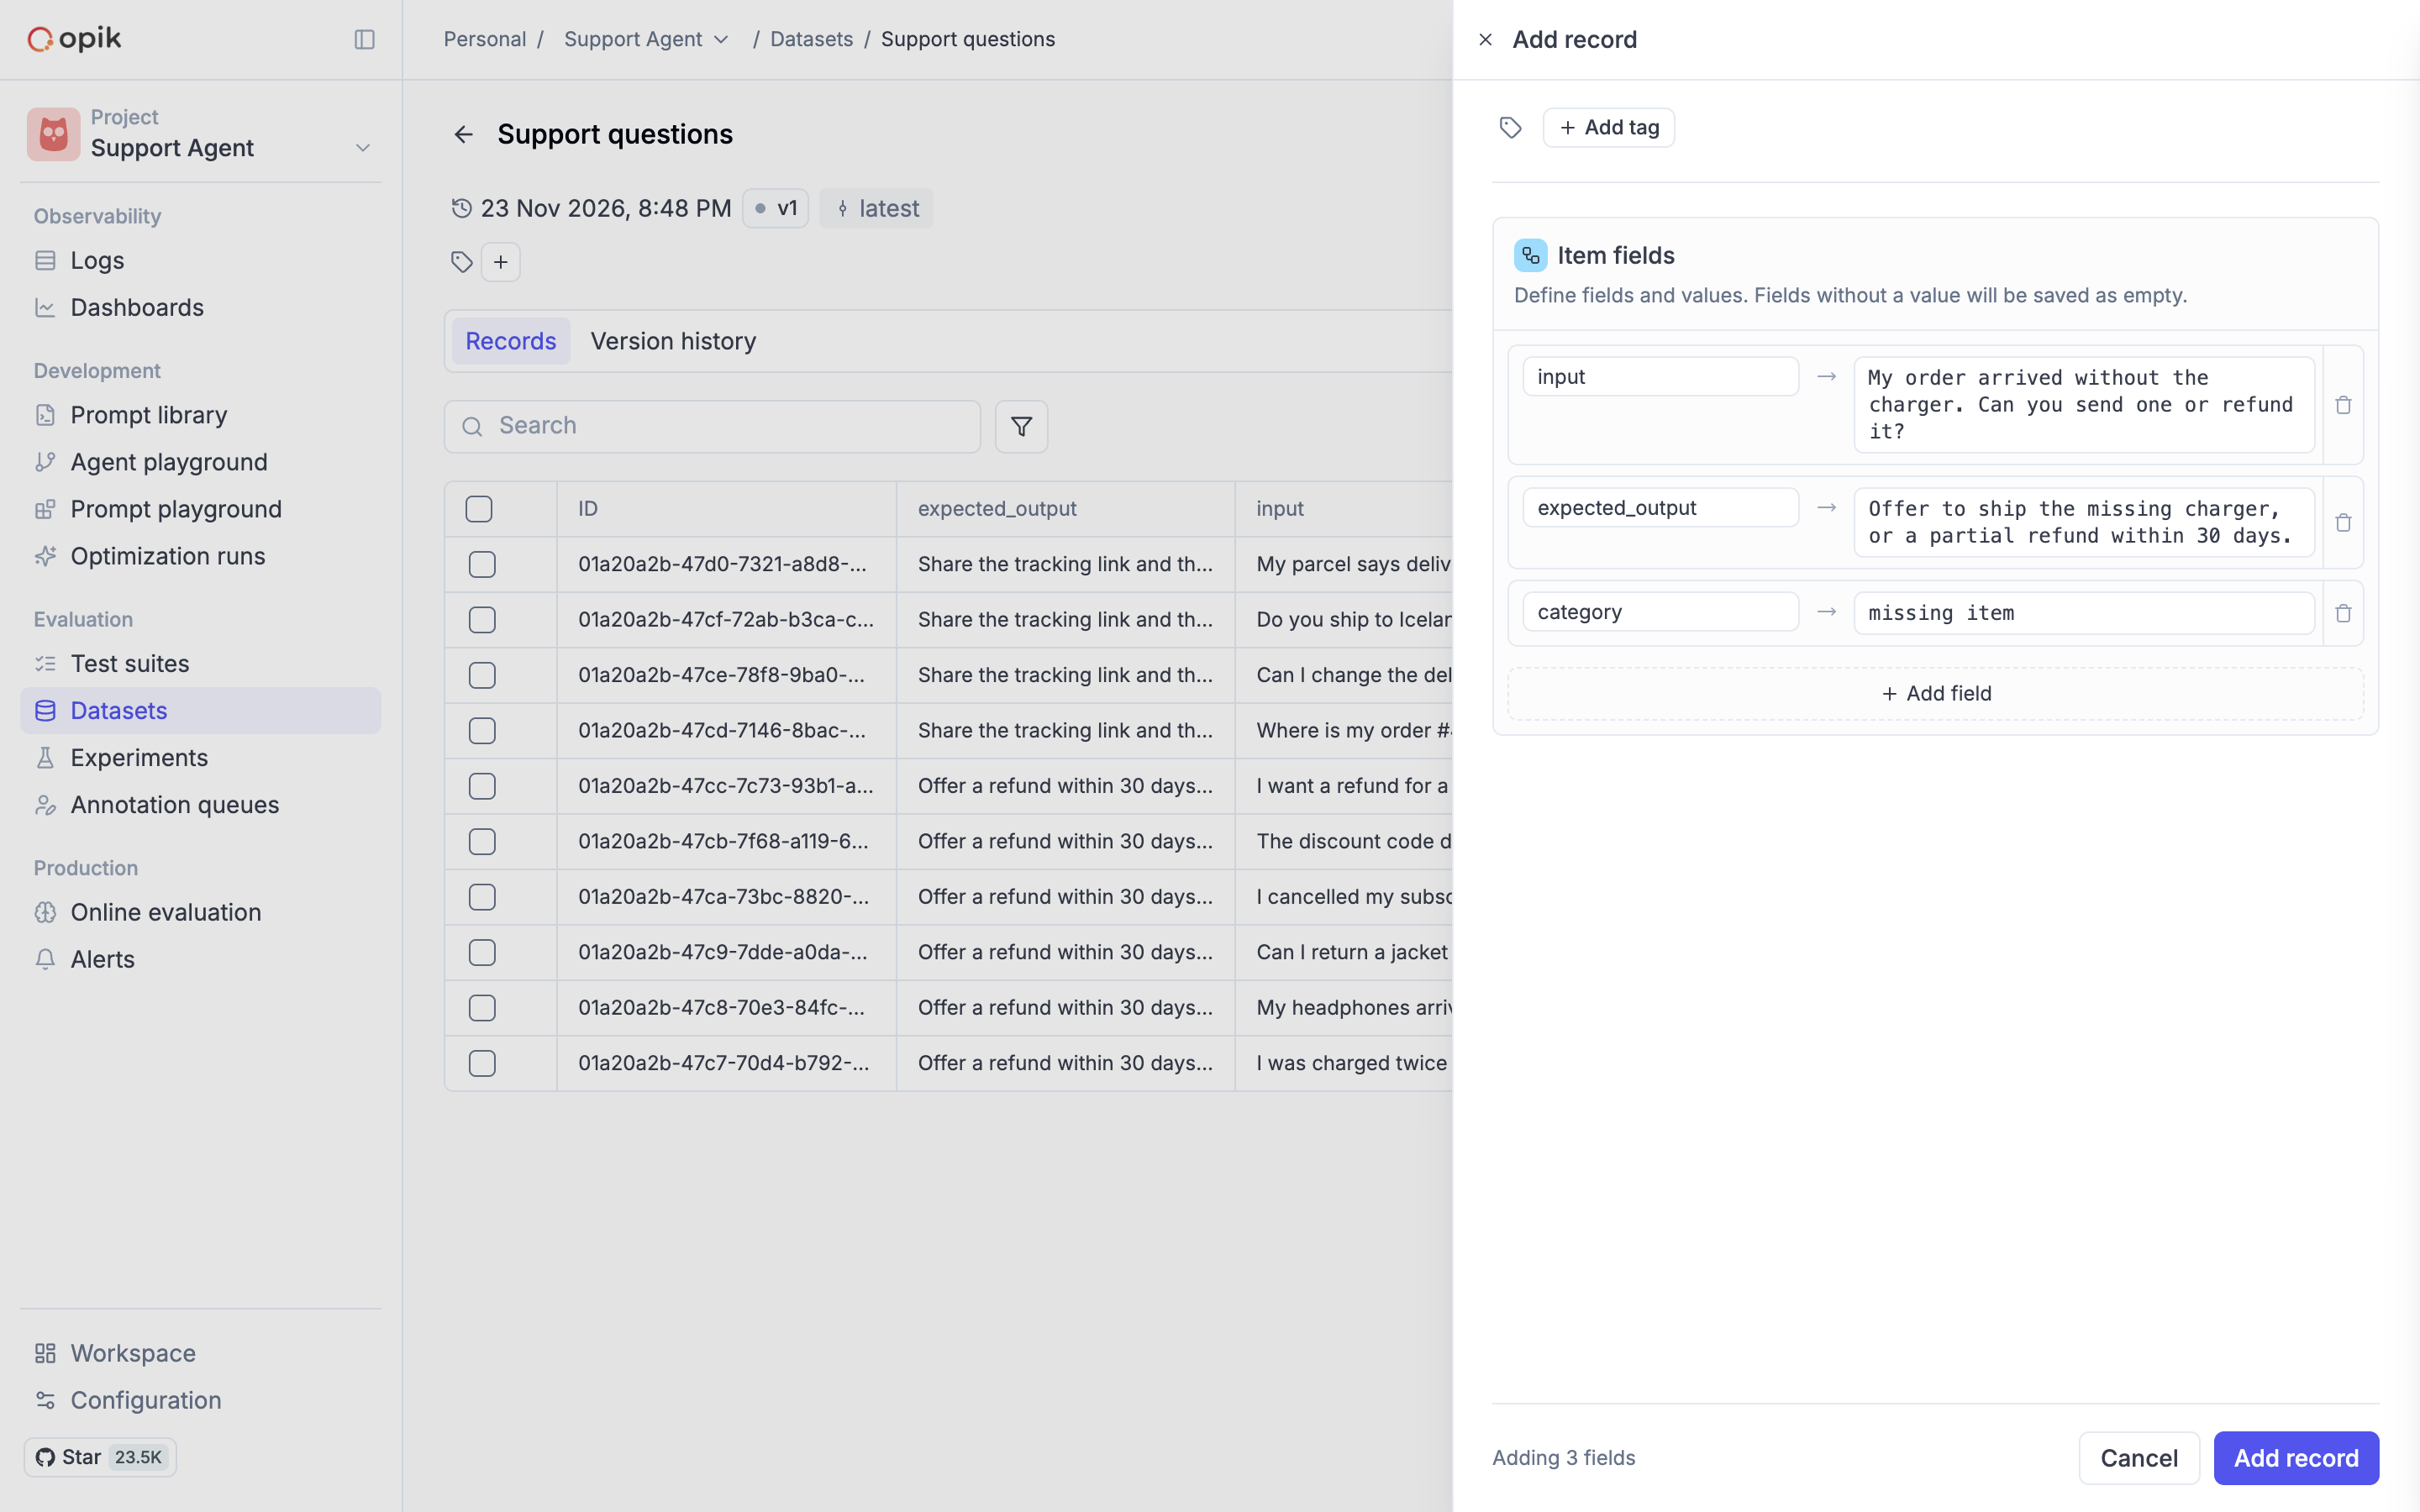 opik
Project
Support Agent
Observability
Logs
Dashboards
Development
Prompt library
Agent playground
Prompt playground
Optimization runs
Evaluation
Test suites
Datasets
Experiments
Annotation queues
Production
Online evaluation
Alerts
Workspace
Configuration
Star 23.5K
Personal / Support Agent / Datasets / Support questions
Support questions
23 Nov 2026, 8:48 PM v1 latest
Records Version history
Search
ID expected_output input
01a20a2b-47d0-7321-a8d8-... Share the tracking link and th... My parcel says deliv
01a20a2b-47cf-72ab-b3ca-c... Share the tracking link and th... Do you ship to Icelan
01a20a2b-47ce-78f8-9ba0-... Share the tracking link and th... Can I change the del
01a20a2b-47cd-7146-8bac-... Share the tracking link and th... Where is my order #
01a20a2b-47cc-7c73-93b1-a... Offer a refund within 30 days... I want a refund for a
01a20a2b-47cb-7f68-a119-6... Offer a refund within 30 days... The discount code d
01a20a2b-47ca-73bc-8820-... Offer a refund within 30 days... I cancelled my subsc
01a20a2b-47c9-7dde-a0da-... Offer a refund within 30 days... Can I return a jacket
01a20a2b-47c8-70e3-84fc-... Offer a refund within 30 days... My headphones arriv
01a20a2b-47c7-70d4-b792-... Offer a refund within 30 days... I was charged twice
Add record
Add tag
Item fields
Define fields and values. Fields without a value will be saved as empty.
input
My order arrived without the
charger. Can you send one or refund
it?
expected_output
Offer to ship the missing charger,
or a partial refund within 30 days.
category
missing item
Add field
Adding 3 fields
Cancel
Add record